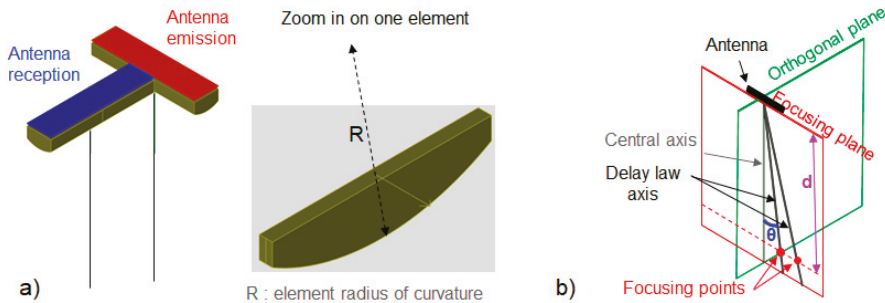 Antenna
emission
Antenna
reception
Zoom in on one element
R
R : element radius of curvature
a)
Antenna
Orthogonal plane
Focusing plane
Central axis
Delay law
axis
d
θ
Focusing points
b)